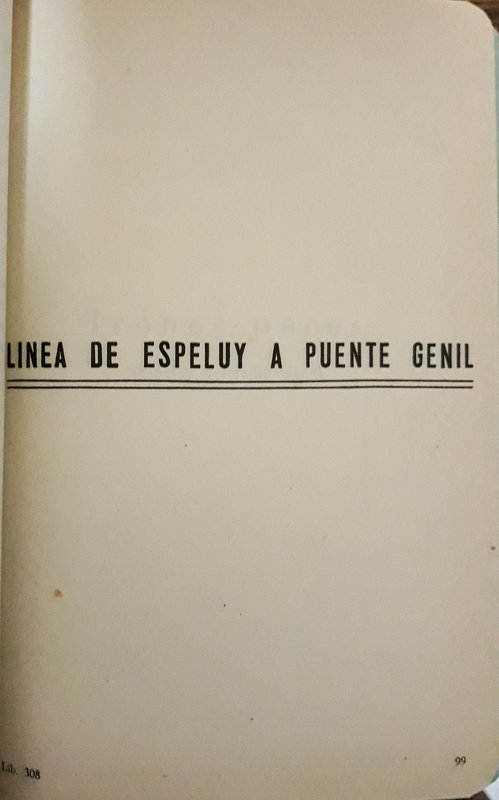 LINEA DE ESPELUY A PUENTE GENIL
Lib. 308
99